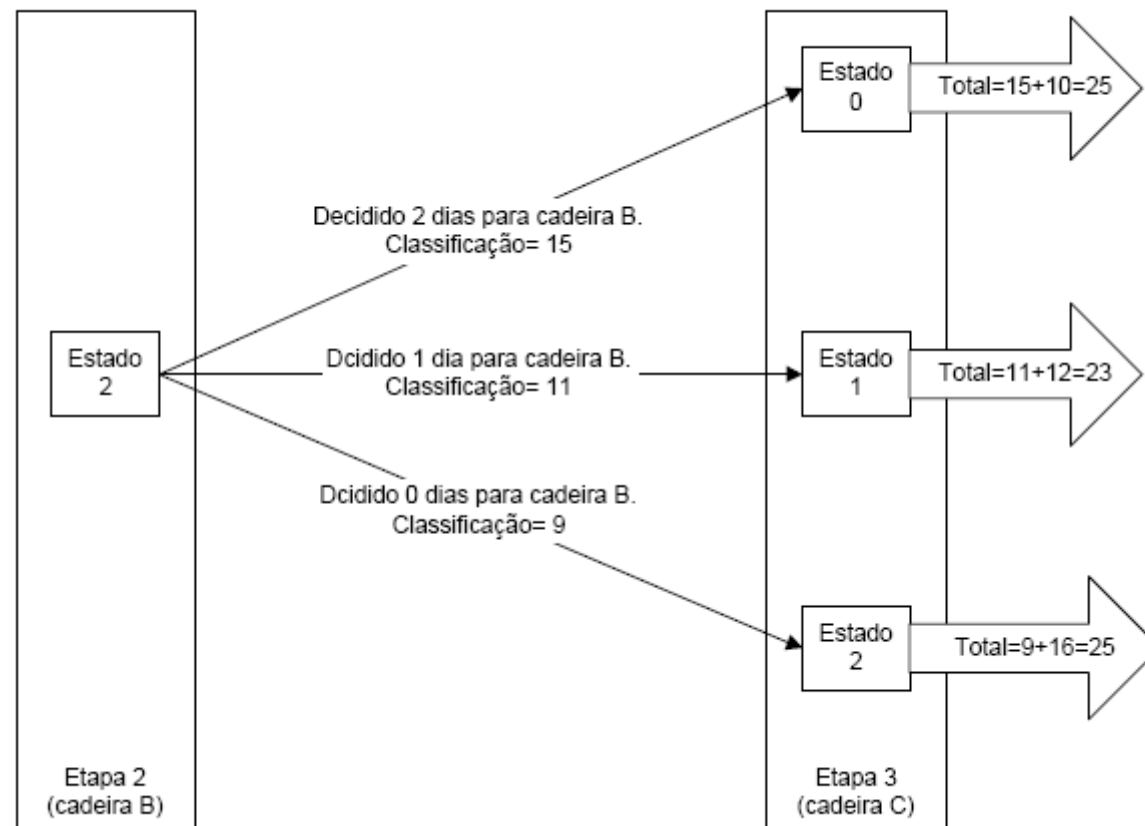 Estado
0
Total=15+10=25
Decidido 2 dias para cadeira B.
Classificação= 15
Estado
2
Dcidido 1 dia para cadeira B.
Classificação= 11
Estado
1
Total=11+12=23
Dcidido 0 dias para cadeira B.
Classificação= 9
Estado
2
Total=9+16=25
Etapa 2
(cadeira B)
Etapa 3
(cadeira C)